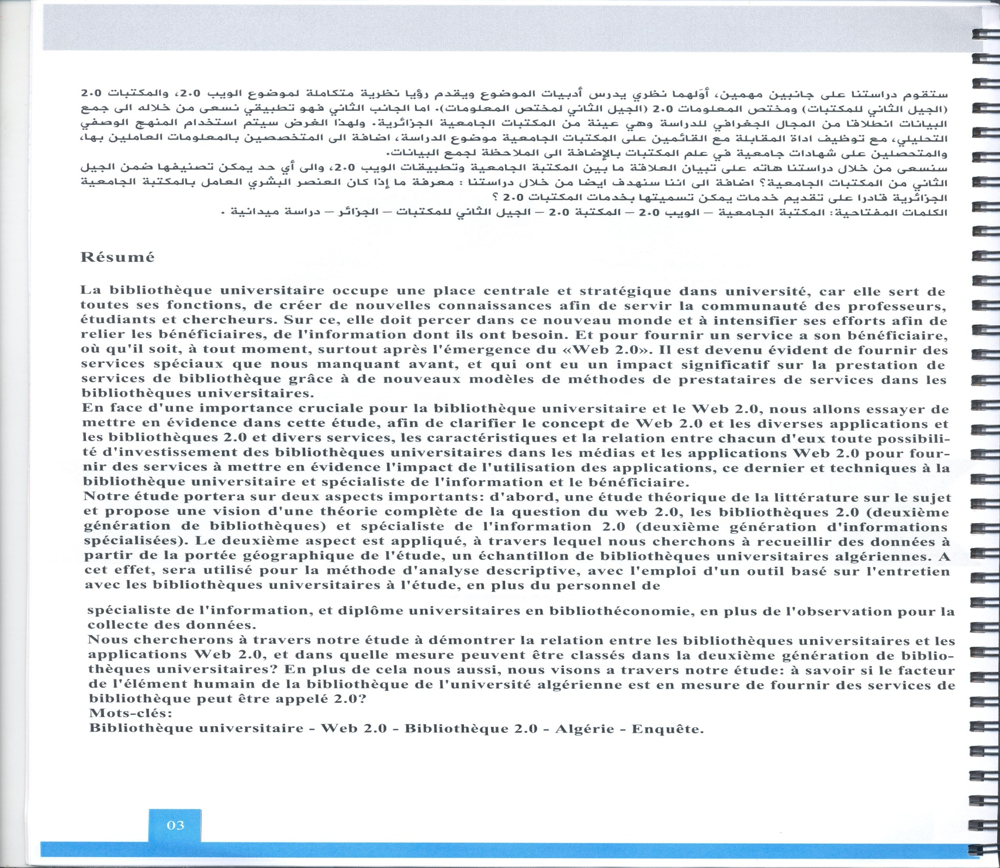 ستقوم دراستنا على جانبين مهمين، أوّلهما نظري يدرس أدبيات الموضوع ويقدم رؤيا نظرية متكاملة لموضوع الويب 2.0، والمكتبات 2.0
(الجيل الثاني للمكتبات) ومختص المعلومات 2.0 (الجيل الثاني لمختص المعلومات). اما الجانب الثاني فهو تطبيقي نسعى من خلاله الى جمع
البيانات انطلاقا من المجال الجغرافي للدراسة وهي عينة من المكتبات الجامعية الجزائرية. ولهذا الغرض سيتم استخدام المنهج الوصفي
التحليلي، مع توظيف اداة المقابلة مع القائمين على المكتبات الجامعية موضوع الدراسة، اضافة الى المتخصصين بالمعلومات العاملين بها،
والمتحصلين على شهادات جامعية في علم المكتبات بالإضافة الى الملاحظة لجمع البيانات.
سنسعى من خلال دراستنا هاته على تبيان العلاقة ما بين المكتبة الجامعية وتطبيقات الويب 2.0، والى أي حد يمكن تصنيفها ضمن الجيل
الثاني من المكتبات الجامعية؟ اضافة الى اننا سنهدف ايضا من خلال دراستنا : معرفة ما إذا كان العنصر البشري العامل بالمكتبة الجامعية
الجزائرية قادرا على تقديم خدمات يمكن تسميتها بخدمات المكتبات 2.0 ؟
الكلمات المفتاحية: المكتبة الجامعية – الويب 2.0 – المكتبة 2.0 – الجيل الثاني للمكتبات – الجزائر – دراسة ميدانية .
Résumé
La bibliothèque universitaire occupe une place centrale et stratégique dans université, car elle sert de
toutes ses fonctions, de créer de nouvelles connaissances afin de servir la communauté des professeurs,
étudiants et chercheurs. Sur ce, elle doit percer dans ce nouveau monde et à intensifier ses efforts afin de
relier les bénéficiaires, de l'information dont ils ont besoin. Et pour fournir un service a son bénéficiaire,
où qu'il soit, à tout moment, surtout après l'émergence du «Web 2.0». Il est devenu évident de fournir des
services spéciaux que nous manquant avant, et qui ont eu un impact significatif sur la prestation de
services de bibliothèque grâce à de nouveaux modèles de méthodes de prestataires de services dans les
bibliothèques universitaires.
En face d'une importance cruciale pour la bibliothèque universitaire et le Web 2.0, nous allons essayer de
mettre en évidence dans cette étude, afin de clarifier le concept de Web 2.0 et les diverses applications et
les bibliothèques 2.0 et divers services, les caractéristiques et la relation entre chacun d'eux toute possibili-
té d'investissement des bibliothèques universitaires dans les médias et les applications Web 2.0 pour four-
nir des services à mettre en évidence l'impact de l'utilisation des applications, ce dernier et techniques à la
bibliothèque universitaire et spécialiste de l'information et le bénéficiaire.
Notre étude portera sur deux aspects importants: d'abord, une étude théorique de la littérature sur le sujet
et propose une vision d'une théorie complète de la question du web 2.0, les bibliothèques 2.0 (deuxième
génération de bibliothèques) et spécialiste de l'information 2.0 (deuxième génération d'informations
spécialisées). Le deuxième aspect est appliqué, à travers lequel nous cherchons à recueillir des données à
partir de la portée géographique de l'étude, un échantillon de bibliothèques universitaires algériennes. A
cet effet, sera utilisé pour la méthode d'analyse descriptive, avec l'emploi d'un outil basé sur l'entretien
avec les bibliothèques universitaires à l'étude, en plus du personnel de
spécialiste de l'information, et diplôme universitaires en bibliothéconomie, en plus de l'observation pour la
collecte des données.
Nous chercherons à travers notre étude à démontrer la relation entre les bibliothèques universitaires et les
applications Web 2.0, et dans quelle mesure peuvent être classés dans la deuxième génération de biblio-
thèques universitaires? En plus de cela nous aussi, nous visons a travers notre étude: à savoir si le facteur
de l'élément humain de la bibliothèque de l'université algérienne est en mesure de fournir des services de
bibliothèque peut être appelé 2.0?
Mots-clés:
Bibliothèque universitaire - Web 2.0 - Bibliothèque 2.0 - Algérie - Enquête.
03